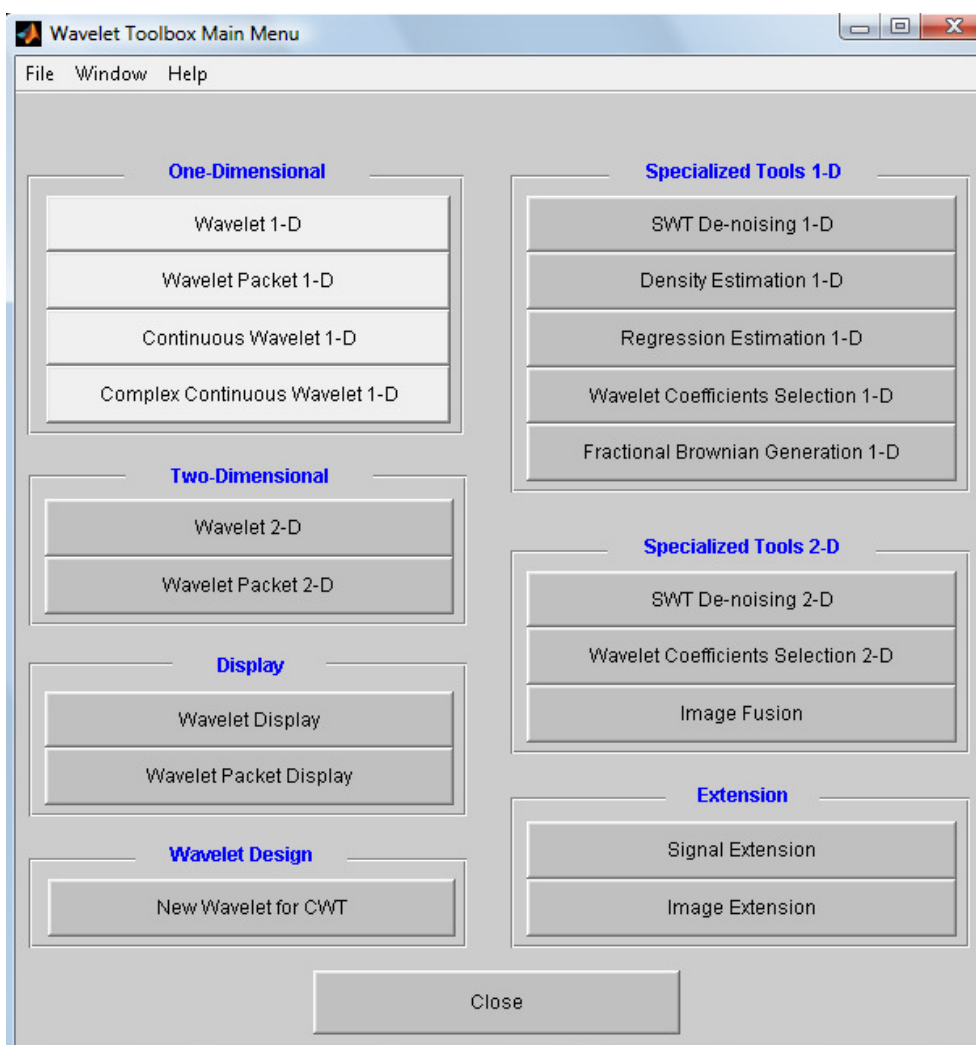 Wavelet Toolbox Main Menu
File Window Help
One-Dimensional
Wavelet 1-D
Wavelet Packet 1-D
Continuous Wavelet 1-D
Complex Continuous Wavelet 1-D
Two-Dimensional
Wavelet 2-D
Wavelet Packet 2-D
Display
Wavelet Display
Wavelet Packet Display
Wavelet Design
New Wavelet for CWT
Specialized Tools 1-D
SWT De-noising 1-D
Density Estimation 1-D
Regression Estimation 1-D
Wavelet Coefficients Selection 1-D
Fractional Brownian Generation 1-D
Specialized Tools 2-D
SWT De-noising 2-D
Wavelet Coefficients Selection 2-D
Image Fusion
Extension
Signal Extension
Image Extension
Close